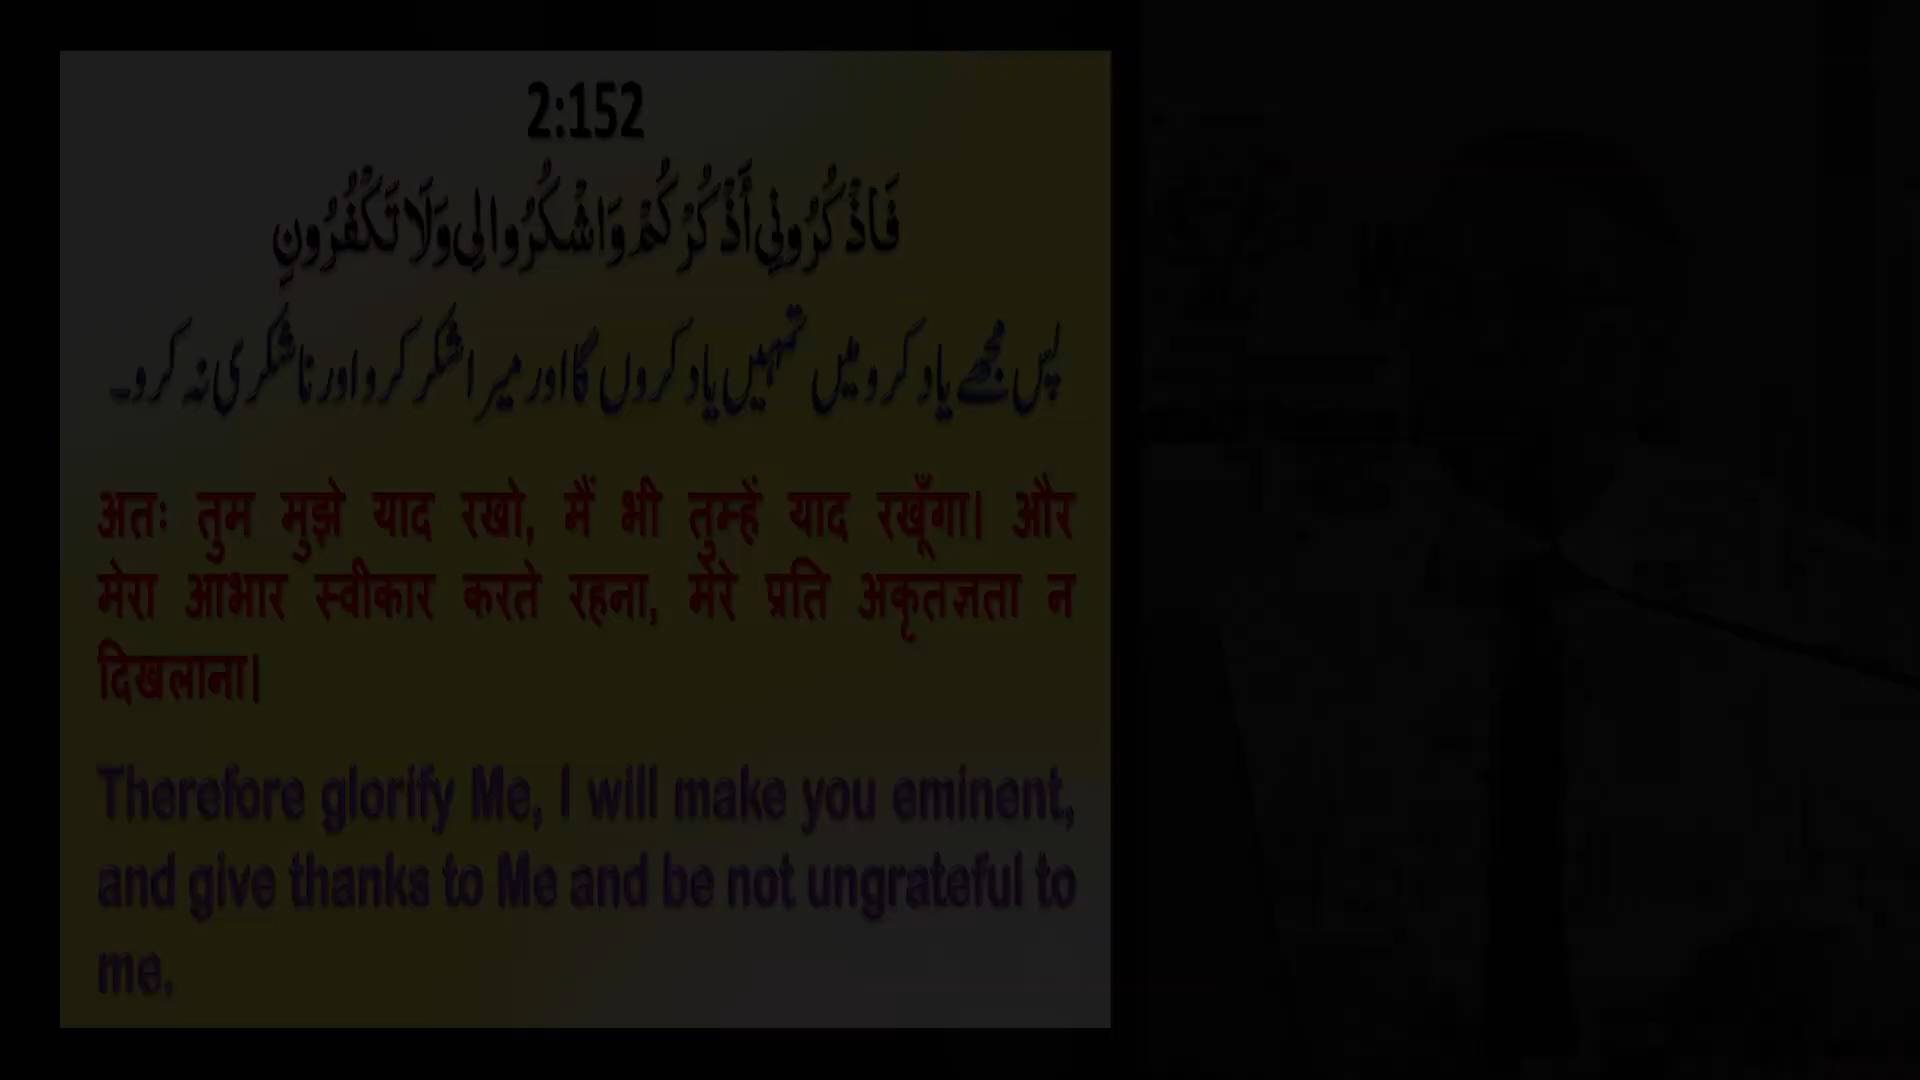 2:152
فَاذْكُرُونِي أَذْكُرْكُمْ وَاشْكُرُوا لِي وَلَا تَكْفُرُونِ
پس مجھے یاد کرو میں تمہیں یاد کروں گا اور میرا شکر کرو اور ناشکری نہ کرو۔
अतः तुम मुझे याद रखो, मैं भी तुम्हें याद रखूँगा। और
मेरा आभार स्वीकार करते रहना, मेरे प्रति अकृतज्ञता न
दिखलाना।
Therefore glorify Me, I will make you eminent,
and give thanks to Me and be not ungrateful to
me.